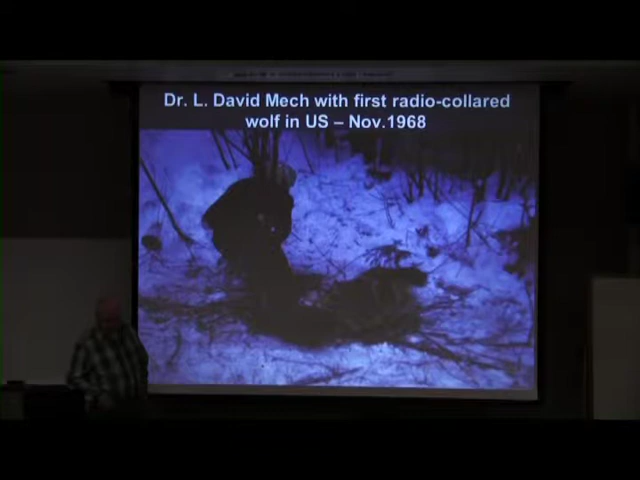 Dr. L. David Mech with first radio-collared
wolf in US – Nov.1968